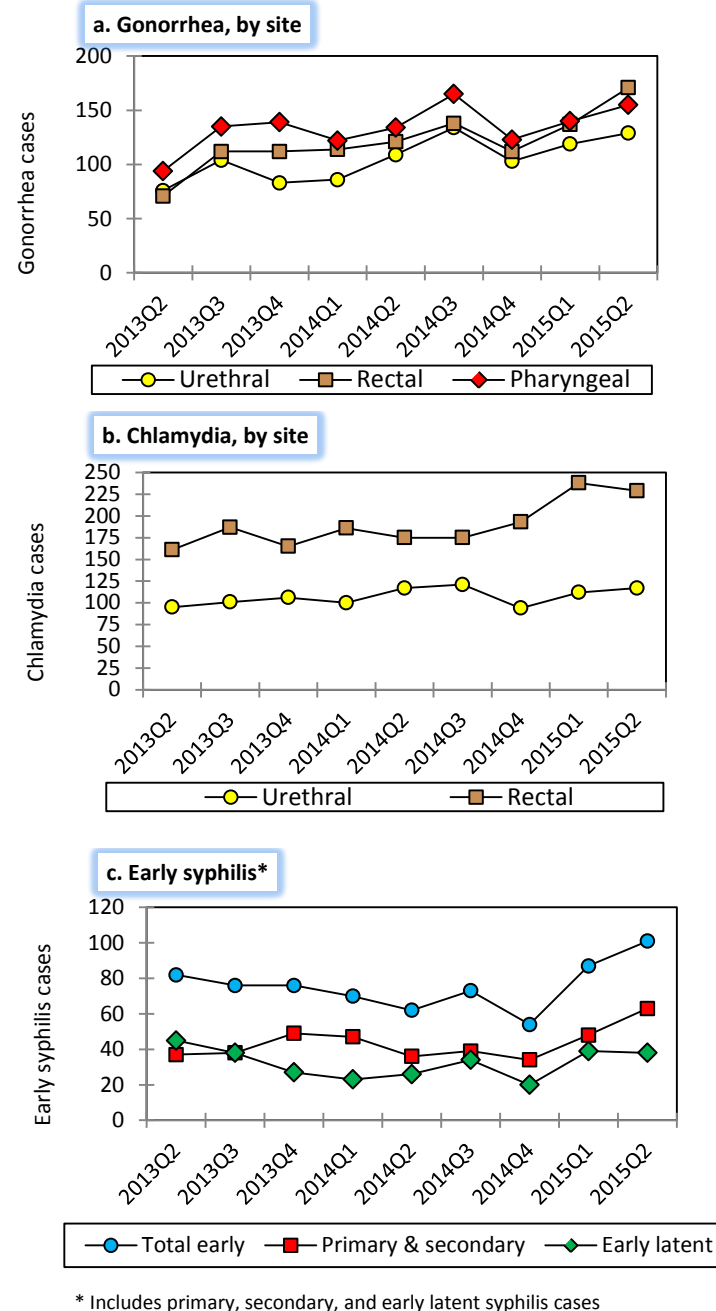 a. Gonorrhea, by site
Gonorrhea cases
200
150
100
50
0
2013Q2 2013Q3 2013Q4 2014Q1 2014Q2 2014Q3 2014Q4 2015Q1 2015Q2
Urethral Rectal Pharyngeal
b. Chlamydia, by site
Chlamydia cases
250
225
200
175
150
125
100
75
50
25
0
2013Q2 2013Q3 2013Q4 2014Q1 2014Q2 2014Q3 2014Q4 2015Q1 2015Q2
Urethral Rectal
c. Early syphilis*
Early syphilis cases
120
100
80
60
40
20
0
2013Q2 2013Q3 2013Q4 2014Q1 2014Q2 2014Q3 2014Q4 2015Q1 2015Q2
Total early Primary & secondary Early latent
* Includes primary, secondary, and early latent syphilis cases